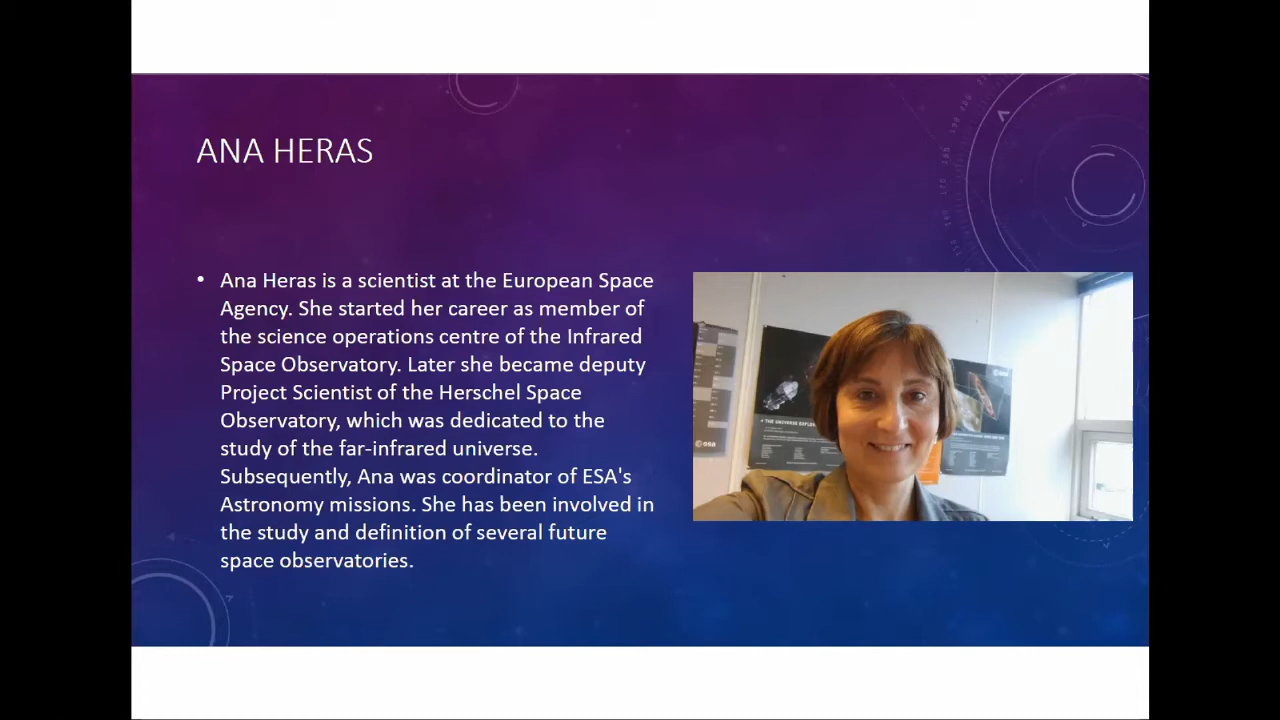 ANA HERAS
• Ana Heras is a scientist at the European Space
Agency. She started her career as member of
the science operations centre of the Infrared
Space Observatory. Later she became deputy
Project Scientist of the Herschel Space
Observatory, which was dedicated to the
study of the far-infrared universe.
Subsequently, Ana was coordinator of ESA's
Astronomy missions. She has been involved in
the study and definition of several future
space observatories.
esa
esa